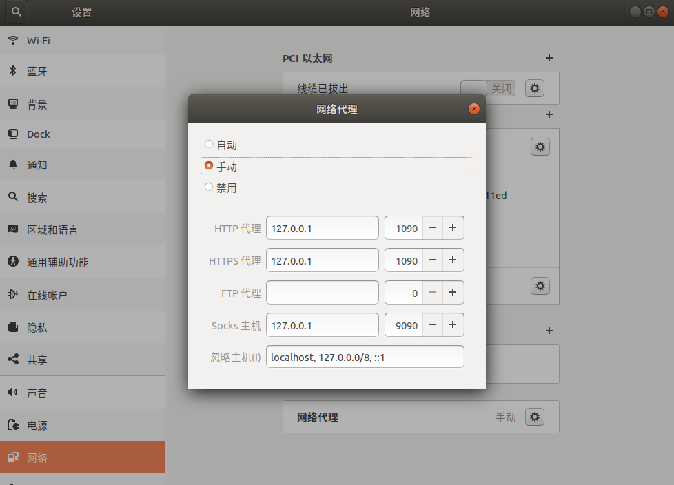 设置
网络
Wi-Fi
蓝牙
背景
Dock
通知
搜索
区域和语言
通用辅助功能
在线帐户
隐私
共享
声音
电源
网络
PCI 以太网
线缆已拔出
关闭
网络代理
自动
手动
禁用
HTTP 代理 127.0.0.1 1090
HTTPS 代理 127.0.0.1 1090
FTP 代理 0
Socks 主机 127.0.0.1 9090
忽略主机(I) localhost, 127.0.0.0/8, ::1
11ed
网络代理 手动